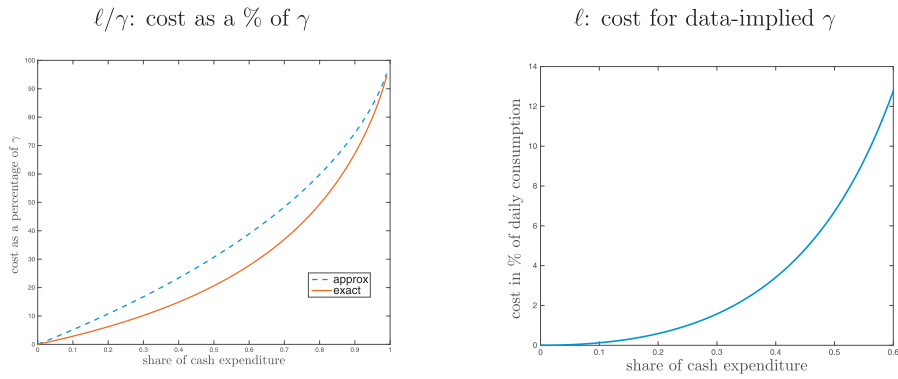 ℓ/γ: cost as a % of γ
cost as a percentage of γ
100
90
80
70
60
50
40
30
20
10
0
approx
exact
0 0.1 0.2 0.3 0.4 0.5 0.6 0.7 0.8 0.9 1
share of cash expenditure
ℓ: cost for data-implied γ
cost in % of daily consumption
14
12
10
8
6
4
2
0
0 0.1 0.2 0.3 0.4 0.5 0.6
share of cash expenditure